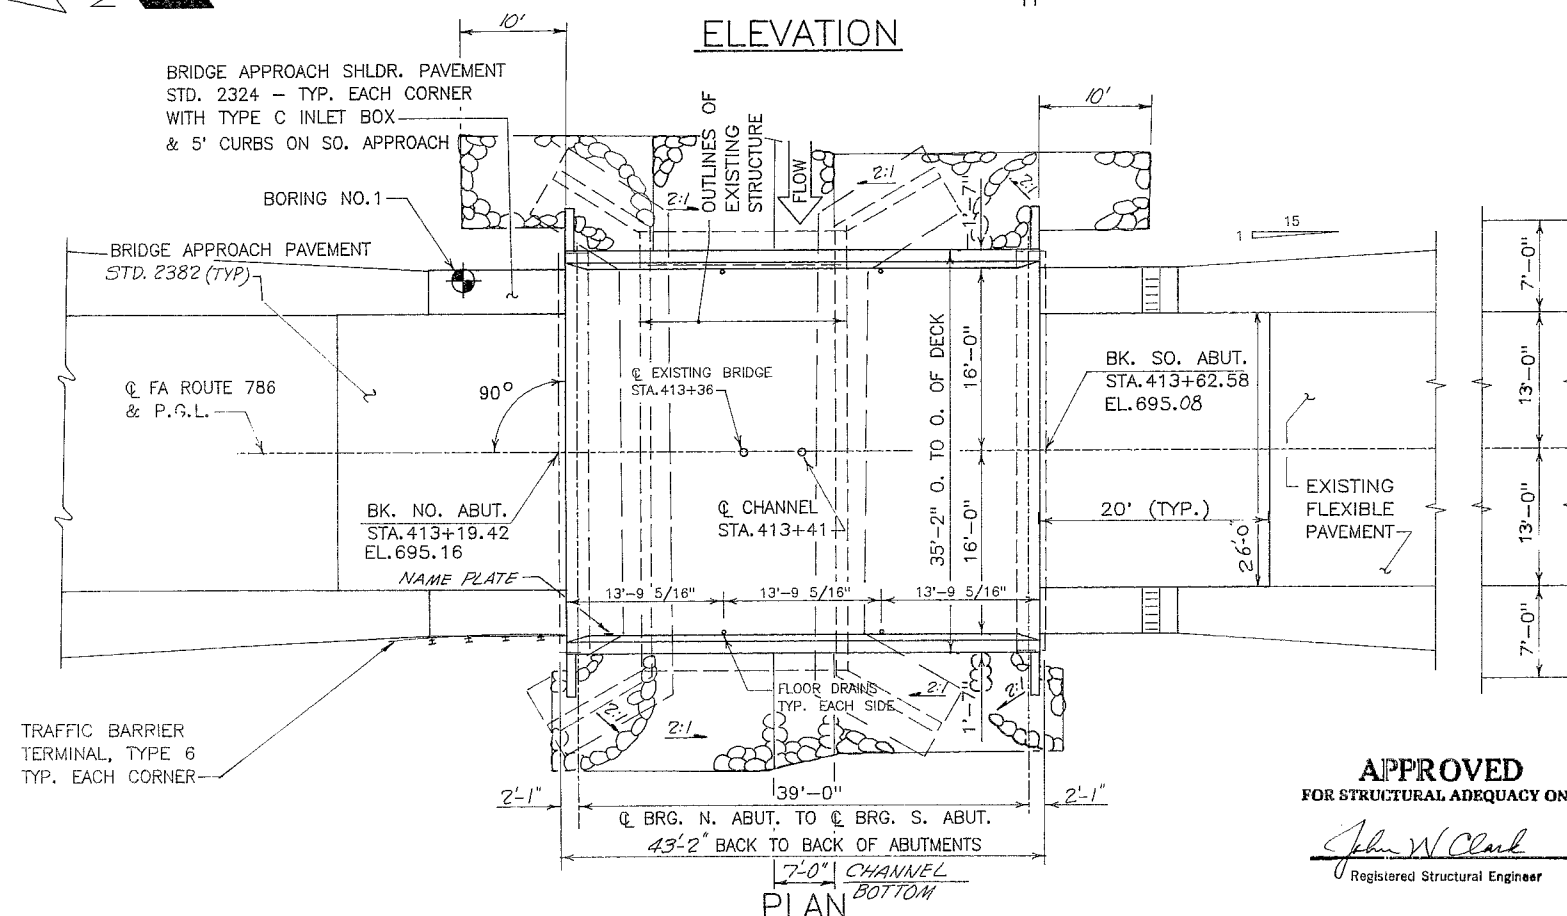 10'
ELEVATION
BRIDGE APPROACH SHLDR. PAVEMENT
STD. 2324 - TYP. EACH CORNER
WITH TYPE C INLET BOX
& 5' CURBS ON SO. APPROACH
OUTLINES OF
EXISTING
STRUCTURE
FLOW
10'
2:1
2:1
2:1
1'-7"
BORING NO.1
BRIDGE APPROACH PAVEMENT
STD. 2382 (TYP)
15
1
7'-0"
13'-0"
13'-0"
7'-0"
℄ FA ROUTE 786
& P.G.L.
90°
℄ EXISTING BRIDGE
STA.413+36
35'-2" O. TO O. OF DECK
16'-0"
16'-0"
BK. SO. ABUT.
STA.413+62.58
EL.695.08
BK. NO. ABUT.
STA.413+19.42
EL.695.16
℄ CHANNEL
STA.413+41
20' (TYP.)
26'-0"
EXISTING
FLEXIBLE
PAVEMENT
NAME PLATE
13'-9 5/16"
13'-9 5/16"
13'-9 5/16"
FLOOR DRAINS
TYP. EACH SIDE
2:1
2:1
2:1
2:1
1'-7"
TRAFFIC BARRIER
TERMINAL, TYPE 6
TYP. EACH CORNER
2'-1"
39'-0"
2'-1"
℄ BRG. N. ABUT. TO ℄ BRG. S. ABUT.
43'-2" BACK TO BACK OF ABUTMENTS
7'-0" CHANNEL
BOTTOM
PLAN
APPROVED
FOR STRUCTURAL ADEQUACY ON
John W Clark
Registered Structural Engineer